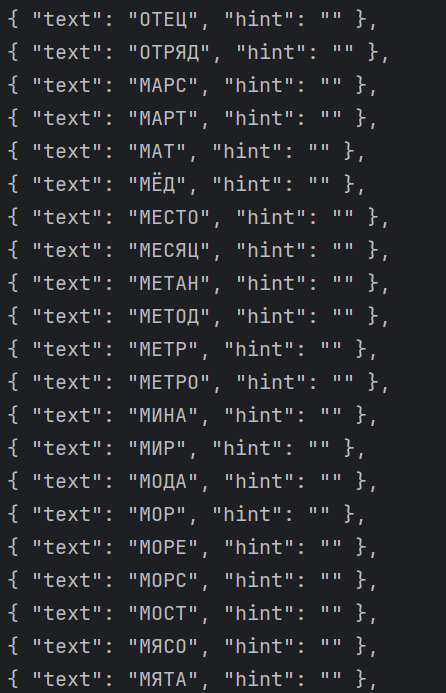 { "text": "ОТЕЦ", "hint": "" },
{ "text": "ОТРЯД", "hint": "" },
{ "text": "МАРС", "hint": "" },
{ "text": "МАРТ", "hint": "" },
{ "text": "МАТ", "hint": "" },
{ "text": "МЁД", "hint": "" },
{ "text": "МЕСТО", "hint": "" },
{ "text": "МЕСЯЦ", "hint": "" },
{ "text": "МЕТАН", "hint": "" },
{ "text": "МЕТОД", "hint": "" },
{ "text": "МЕТР", "hint": "" },
{ "text": "МЕТРО", "hint": "" },
{ "text": "МИНА", "hint": "" },
{ "text": "МИР", "hint": "" },
{ "text": "МОДА", "hint": "" },
{ "text": "МОР", "hint": "" },
{ "text": "МОРЕ", "hint": "" },
{ "text": "МОРС", "hint": "" },
{ "text": "МОСТ", "hint": "" },
{ "text": "МЯСО", "hint": "" },
{ "text": "МЯТА", "hint": "" },